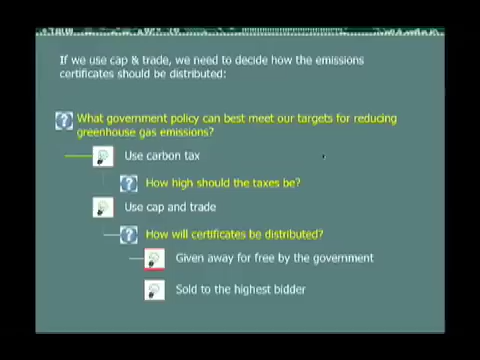 If we use cap & trade, we need to decide how the emissions
certificates should be distributed:
What government policy can best meet our targets for reducing
greenhouse gas emissions?
Use carbon tax
How high should the taxes be?
Use cap and trade
How will certificates be distributed?
Given away for free by the government
Sold to the highest bidder